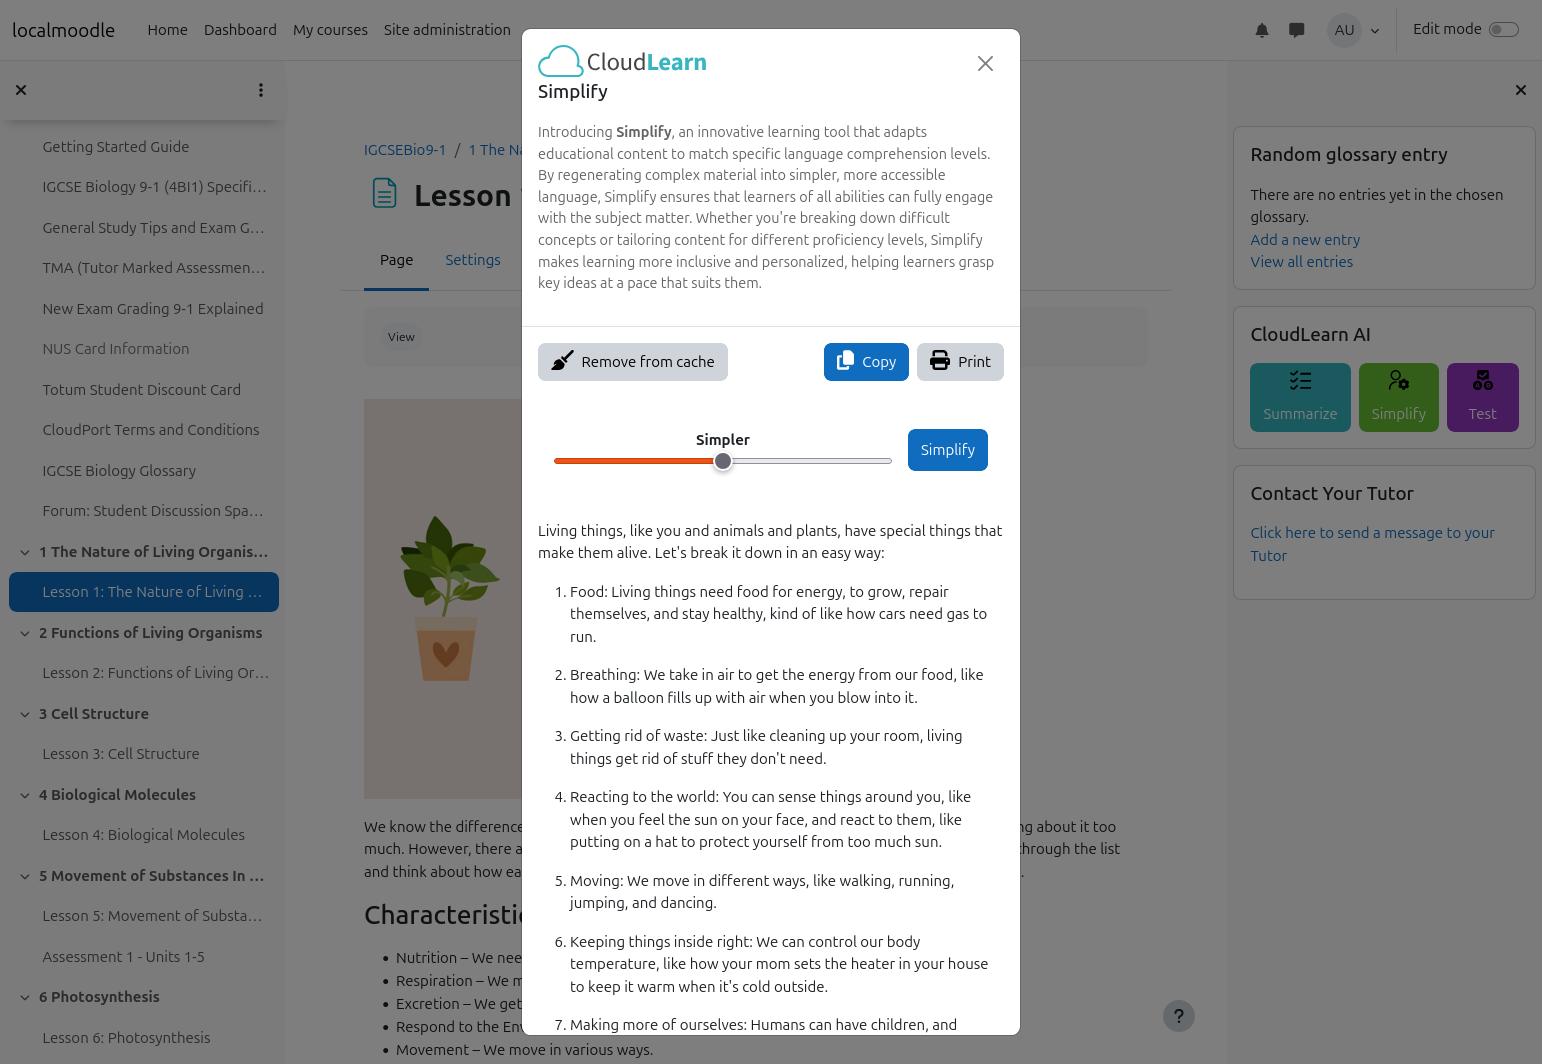 localmoodle
Home
Dashboard
My courses
Site administration
AU
Edit mode
Getting Started Guide
IGCSE Biology 9-1 (4BI1) Specifi...
General Study Tips and Exam G...
TMA (Tutor Marked Assessmen...
New Exam Grading 9-1 Explained
NUS Card Information
Totum Student Discount Card
CloudPort Terms and Conditions
IGCSE Biology Glossary
Forum: Student Discussion Spa...
1 The Nature of Living Organis...
Lesson 1: The Nature of Living ...
2 Functions of Living Organisms
Lesson 2: Functions of Living Or...
3 Cell Structure
Lesson 3: Cell Structure
4 Biological Molecules
Lesson 4: Biological Molecules
5 Movement of Substances In ...
Lesson 5: Movement of Substa...
Assessment 1 - Units 1-5
6 Photosynthesis
Lesson 6: Photosynthesis
IGCSEBio9-1 / 1 The Na
Lesson
Page
Settings
View
We know the difference
ng about it too
much. However, there a
through the list
and think about how ea
Characteristic
• Nutrition – We nee
• Respiration – We m
• Excretion – We get
• Respond to the En
• Movement – We move in various ways.
CloudLearn
Simplify
Introducing Simplify, an innovative learning tool that adapts
educational content to match specific language comprehension levels.
By regenerating complex material into simpler, more accessible
language, Simplify ensures that learners of all abilities can fully engage
with the subject matter. Whether you're breaking down difficult
concepts or tailoring content for different proficiency levels, Simplify
makes learning more inclusive and personalized, helping learners grasp
key ideas at a pace that suits them.
Remove from cache
Copy
Print
Simpler
Simplify
Living things, like you and animals and plants, have special things that
make them alive. Let's break it down in an easy way:
1. Food: Living things need food for energy, to grow, repair
themselves, and stay healthy, kind of like how cars need gas to
run.
2. Breathing: We take in air to get the energy from our food, like
how a balloon fills up with air when you blow into it.
3. Getting rid of waste: Just like cleaning up your room, living
things get rid of stuff they don't need.
4. Reacting to the world: You can sense things around you, like
when you feel the sun on your face, and react to them, like
putting on a hat to protect yourself from too much sun.
5. Moving: We move in different ways, like walking, running,
jumping, and dancing.
6. Keeping things inside right: We can control our body
temperature, like how your mom sets the heater in your house
to keep it warm when it's cold outside.
7. Making more of ourselves: Humans can have children, and
Random glossary entry
There are no entries yet in the chosen
glossary.
Add a new entry
View all entries
CloudLearn AI
Summarize
Simplify
Test
Contact Your Tutor
Click here to send a message to your
Tutor
?